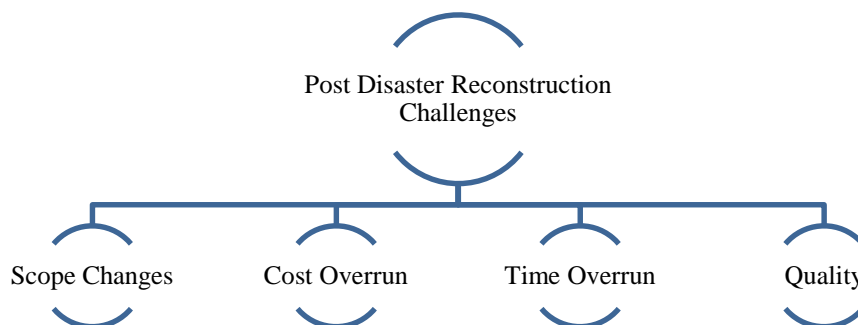 Post Disaster Reconstruction
Challenges
Scope Changes
Cost Overrun
Time Overrun
Quality